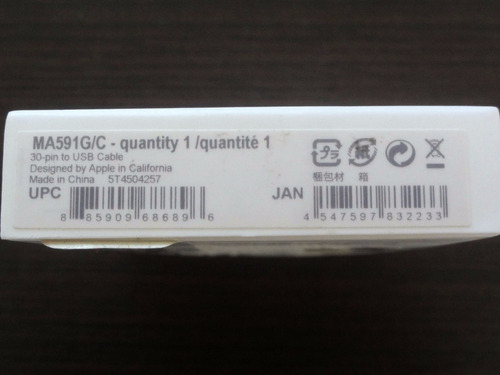 MA591G/C - quantity 1 /quantité 1
30-pin to USB Cable
Designed by Apple in California
Made in China 5T4504257
プラ 紙
梱包材 箱
UPC
8 85909 68689 6
JAN
4 547597 832233